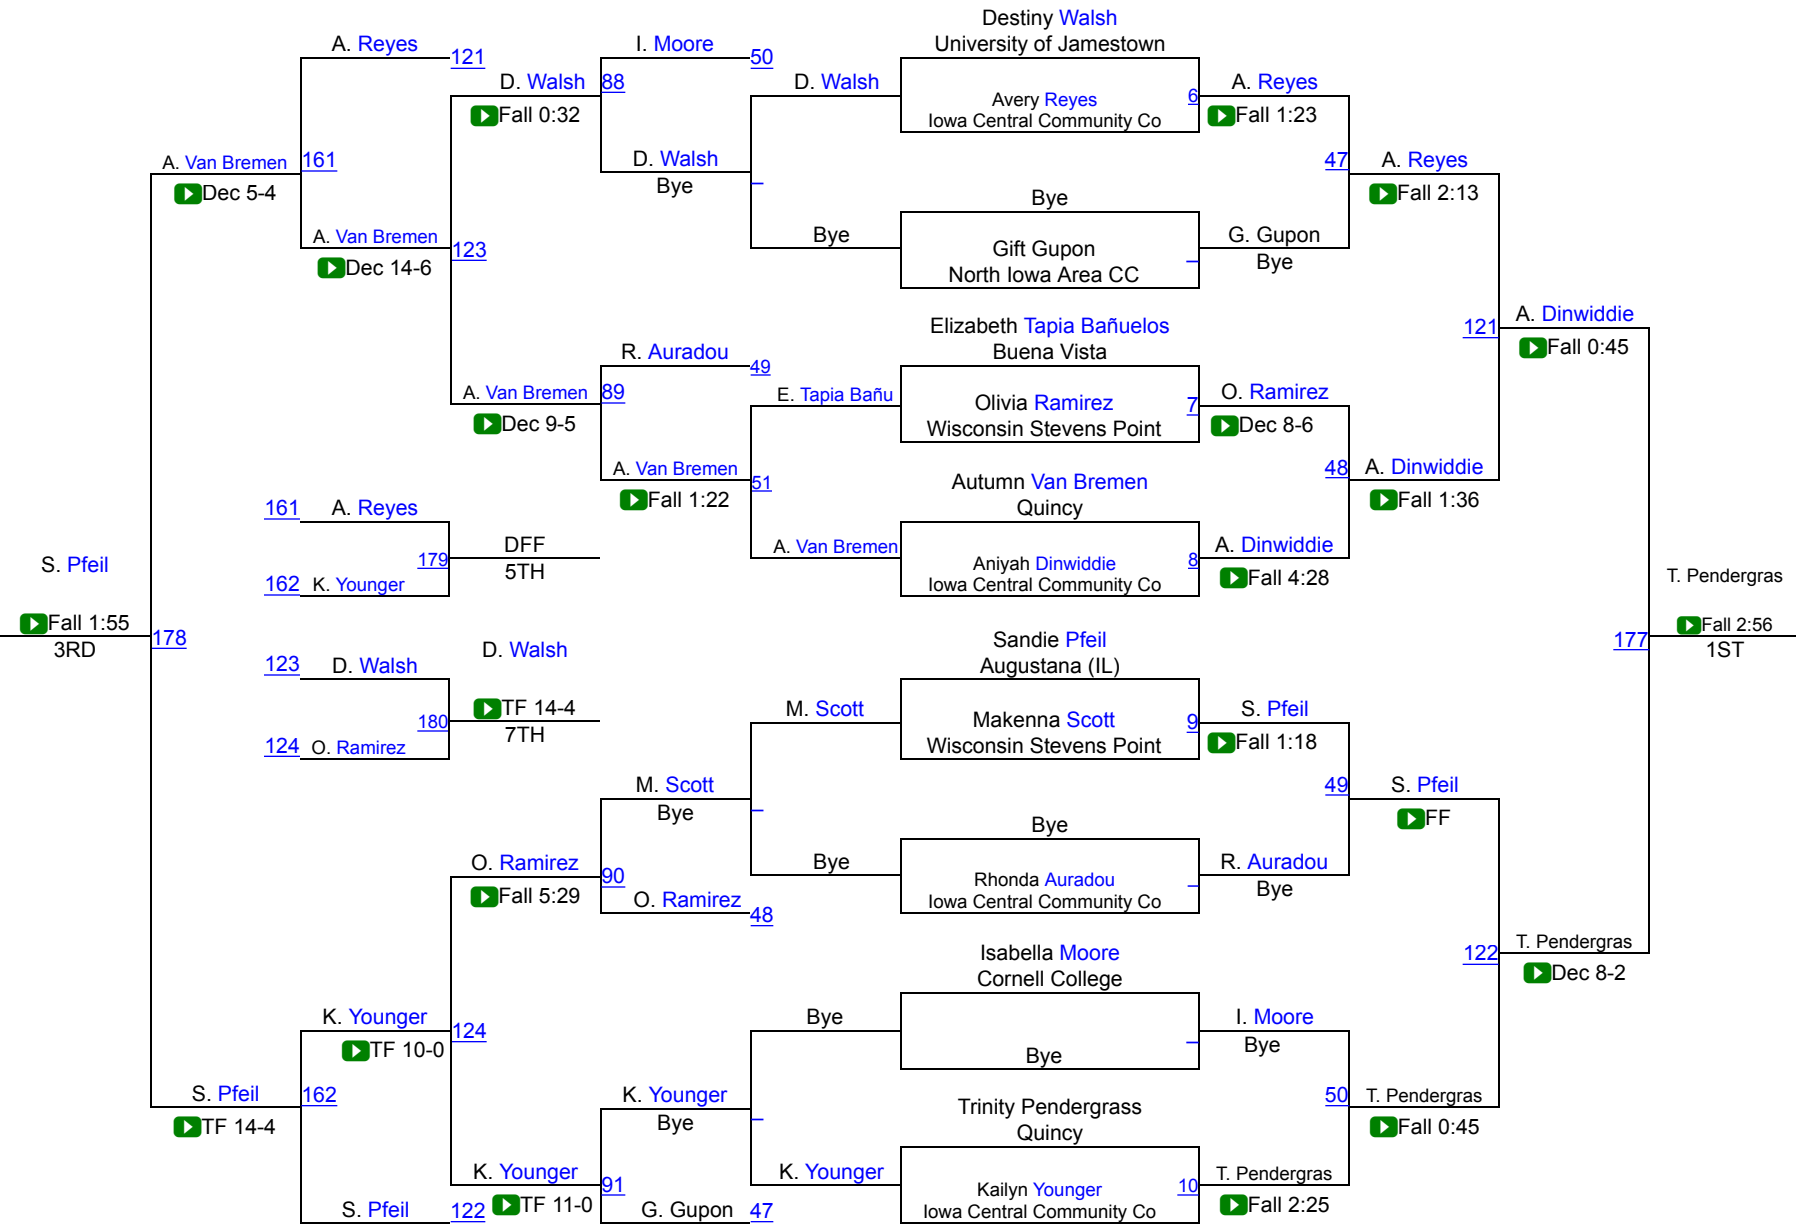 Destiny Walsh
University of Jamestown
A. Reyes
121
I. Moore
50
D. Walsh
88
Fall 0:32
D. Walsh
Avery Reyes
Iowa Central Community Co
6
A. Reyes
Fall 1:23
A. Van Bremen
161
Dec 5-4
D. Walsh
Bye
47
A. Reyes
Fall 2:13
Bye
A. Van Bremen
123
Dec 14-6
Bye
Gift Gupon
North Iowa Area CC
G. Gupon
Bye
Elizabeth Tapia Bañuelos
Buena Vista
121
A. Dinwiddie
Fall 0:45
R. Auradou
49
A. Van Bremen
89
Dec 9-5
E. Tapia Bañu
Olivia Ramirez
Wisconsin Stevens Point
7
O. Ramirez
Dec 8-6
A. Van Bremen
51
Fall 1:22
Autumn Van Bremen
Quincy
48
A. Dinwiddie
Fall 1:36
161
A. Reyes
179
DFF
5TH
162
K. Younger
A. Van Bremen
Aniyah Dinwiddie
Iowa Central Community Co
8
A. Dinwiddie
Fall 4:28
S. Pfeil
Fall 1:55
3RD
178
T. Pendergras
Fall 2:56
1ST
177
123
D. Walsh
D. Walsh
180
TF 14-4
7TH
124
O. Ramirez
Sandie Pfeil
Augustana (IL)
M. Scott
Makenna Scott
Wisconsin Stevens Point
9
S. Pfeil
Fall 1:18
M. Scott
Bye
49
S. Pfeil
FF
Bye
O. Ramirez
90
Fall 5:29
Bye
Rhonda Auradou
Iowa Central Community Co
R. Auradou
Bye
O. Ramirez
48
Isabella Moore
Cornell College
122
T. Pendergras
Dec 8-2
K. Younger
124
TF 10-0
Bye
Bye
I. Moore
Bye
S. Pfeil
162
TF 14-4
K. Younger
Bye
Trinity Pendergrass
Quincy
50
T. Pendergras
Fall 0:45
K. Younger
91
TF 11-0
K. Younger
Kailyn Younger
Iowa Central Community Co
10
T. Pendergras
Fall 2:25
S. Pfeil
122
G. Gupon
47